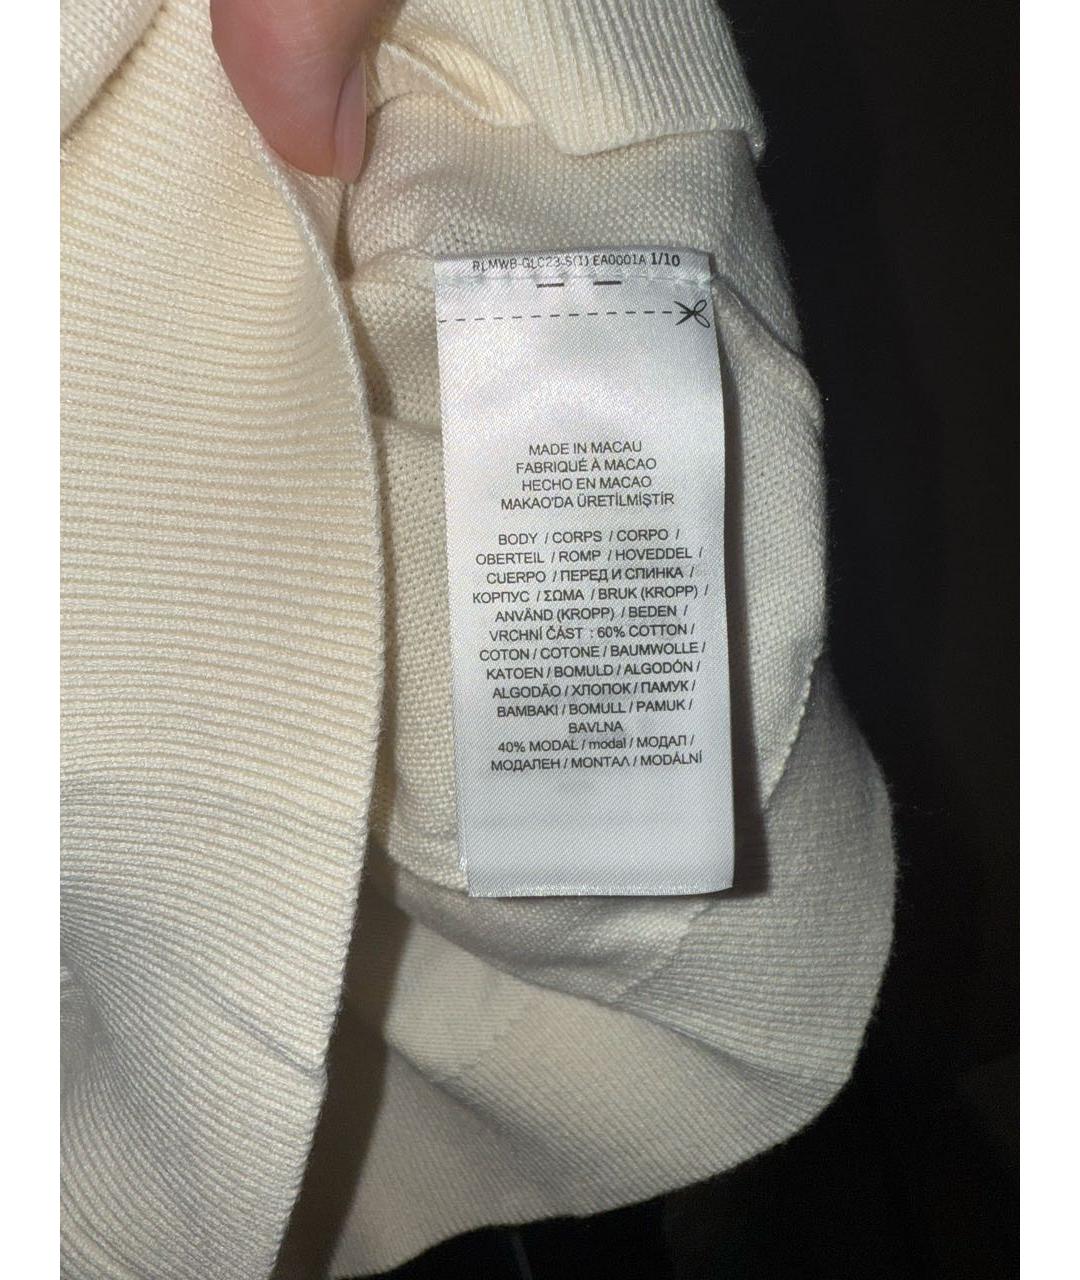 RLMWB-GLC23-S(I) EA0001A 1/10
MADE IN MACAU
FABRIQUÉ À MACAO
HECHO EN MACAO
MAKAO'DA ÜRETİLMİŞTİR
BODY / CORPS / CORPO /
OBERTEIL / ROMP / HOVEDDEL /
CUERPO / ПЕРЕД И СПИНКА /
КОРПУС / ΣΩΜΑ / BRUK (KROPP) /
ANVÄND (KROPP) / BEDEN /
VRCHNÍ ČÁST : 60% COTTON /
COTON / COTONE / BAUMWOLLE /
KATOEN / BOMULD / ALGODÓN /
ALGODÃO / ХЛОПОК / ПАМУК /
ΒΑΜΒΑΚΙ / BOMULL / PAMUK /
BAVLNA
40% MODAL / modal / МОДАЛ /
МОДАЛЕН / ΜΟΝΤΑΛ / MODÁLNÍ